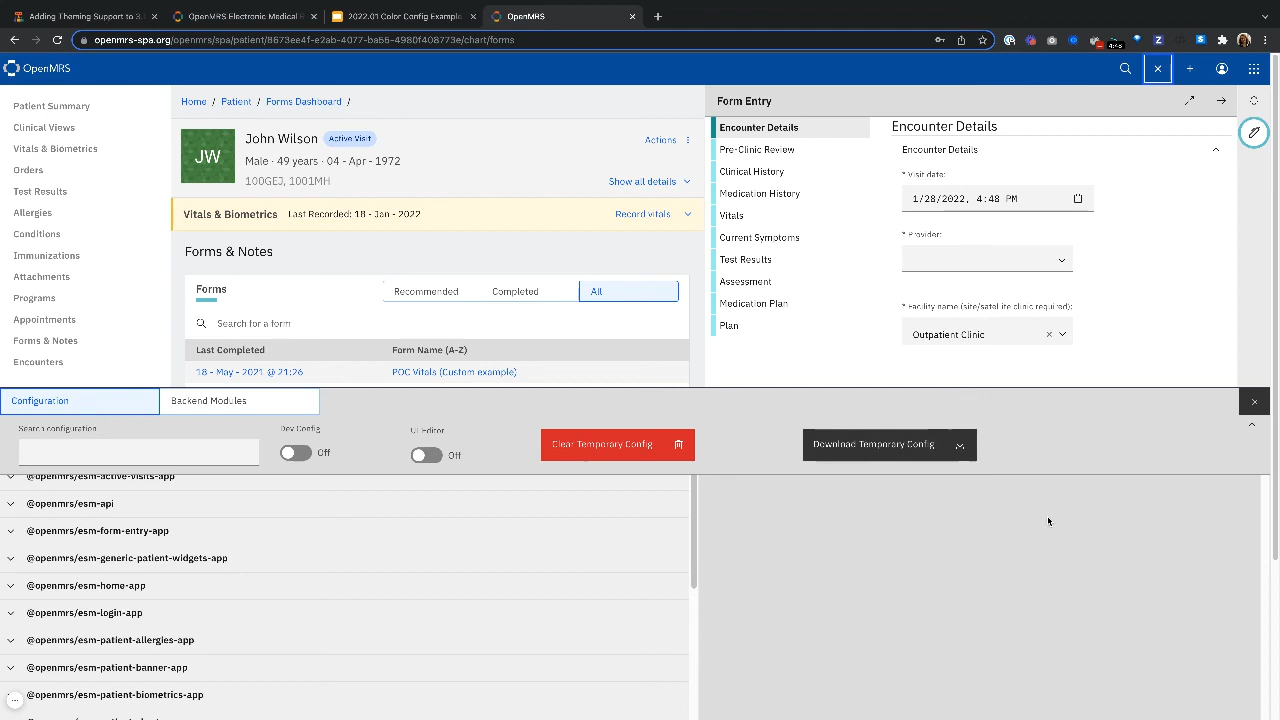 Adding Theming Support to 3.
OpenMRS Electronic Medical R
2022.01 Color Config Example
OpenMRS
openmrs-spa.org/openmrs/spa/patient/8673ee4f-e2ab-4077-ba55-4980f408773e/chart/forms
4:48
OpenMRS
Patient Summary
Clinical Views
Vitals & Biometrics
Orders
Test Results
Allergies
Conditions
Immunizations
Attachments
Programs
Appointments
Forms & Notes
Encounters
Home / Patient / Forms Dashboard /
JW
John Wilson
Active Visit
Actions
Male · 49 years · 04 - Apr - 1972
100GEJ, 1001MH
Show all details
Vitals & Biometrics Last Recorded: 18 - Jan - 2022
Record vitals
Forms & Notes
Forms
Recommended
Completed
All
Search for a form
Last Completed
Form Name (A-Z)
18 - May - 2021 @ 21:26
POC Vitals (Custom example)
Form Entry
Encounter Details
Pre-Clinic Review
Clinical History
Medication History
Vitals
Current Symptoms
Test Results
Assessment
Medication Plan
Plan
Encounter Details
Encounter Details
* Visit date:
1/28/2022, 4:48 PM
* Provider:
* Facility name (site/satellite clinic required):
Outpatient Clinic
Configuration
Backend Modules
Search configuration
Dev Config
Off
UI Editor
Off
Clear Temporary Config
Download Temporary Config
@openmrs/esm-active-visits-app
@openmrs/esm-api
@openmrs/esm-form-entry-app
@openmrs/esm-generic-patient-widgets-app
@openmrs/esm-home-app
@openmrs/esm-login-app
@openmrs/esm-patient-allergies-app
@openmrs/esm-patient-banner-app
@openmrs/esm-patient-biometrics-app